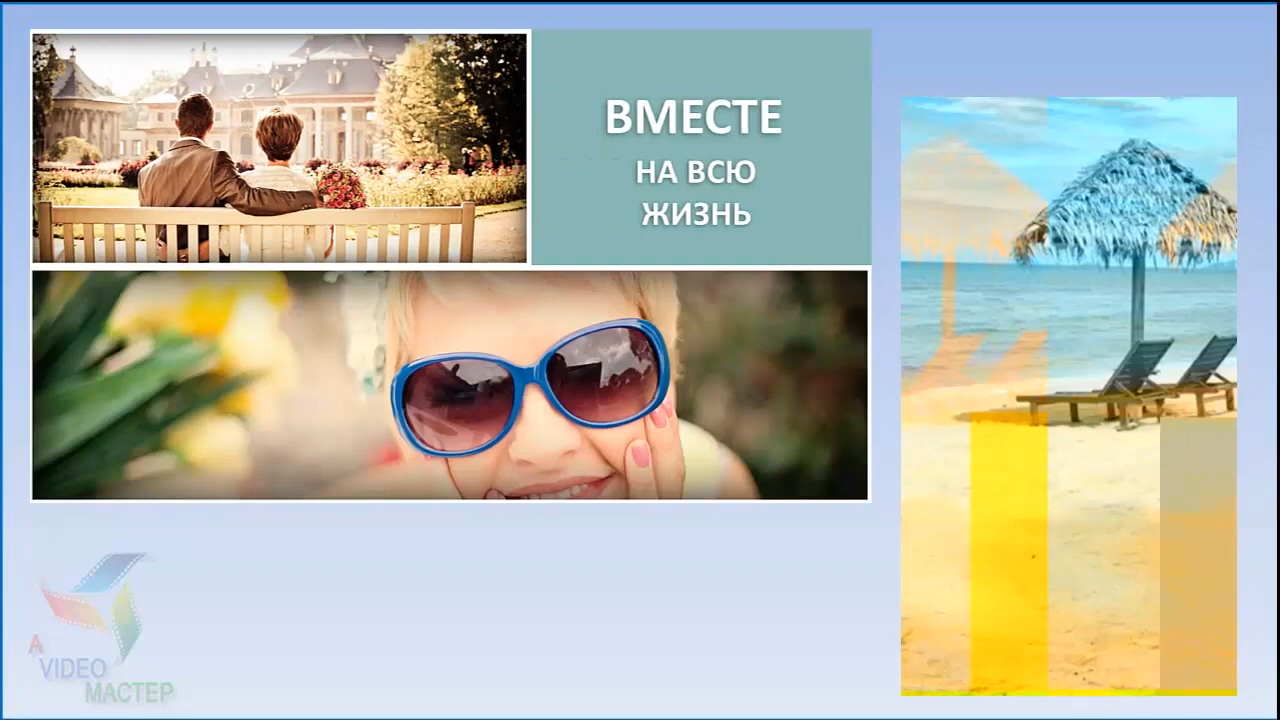 ВМЕСТЕ
НА ВСЮ
ЖИЗНЬ
А
VIDEO
МАСТЕР